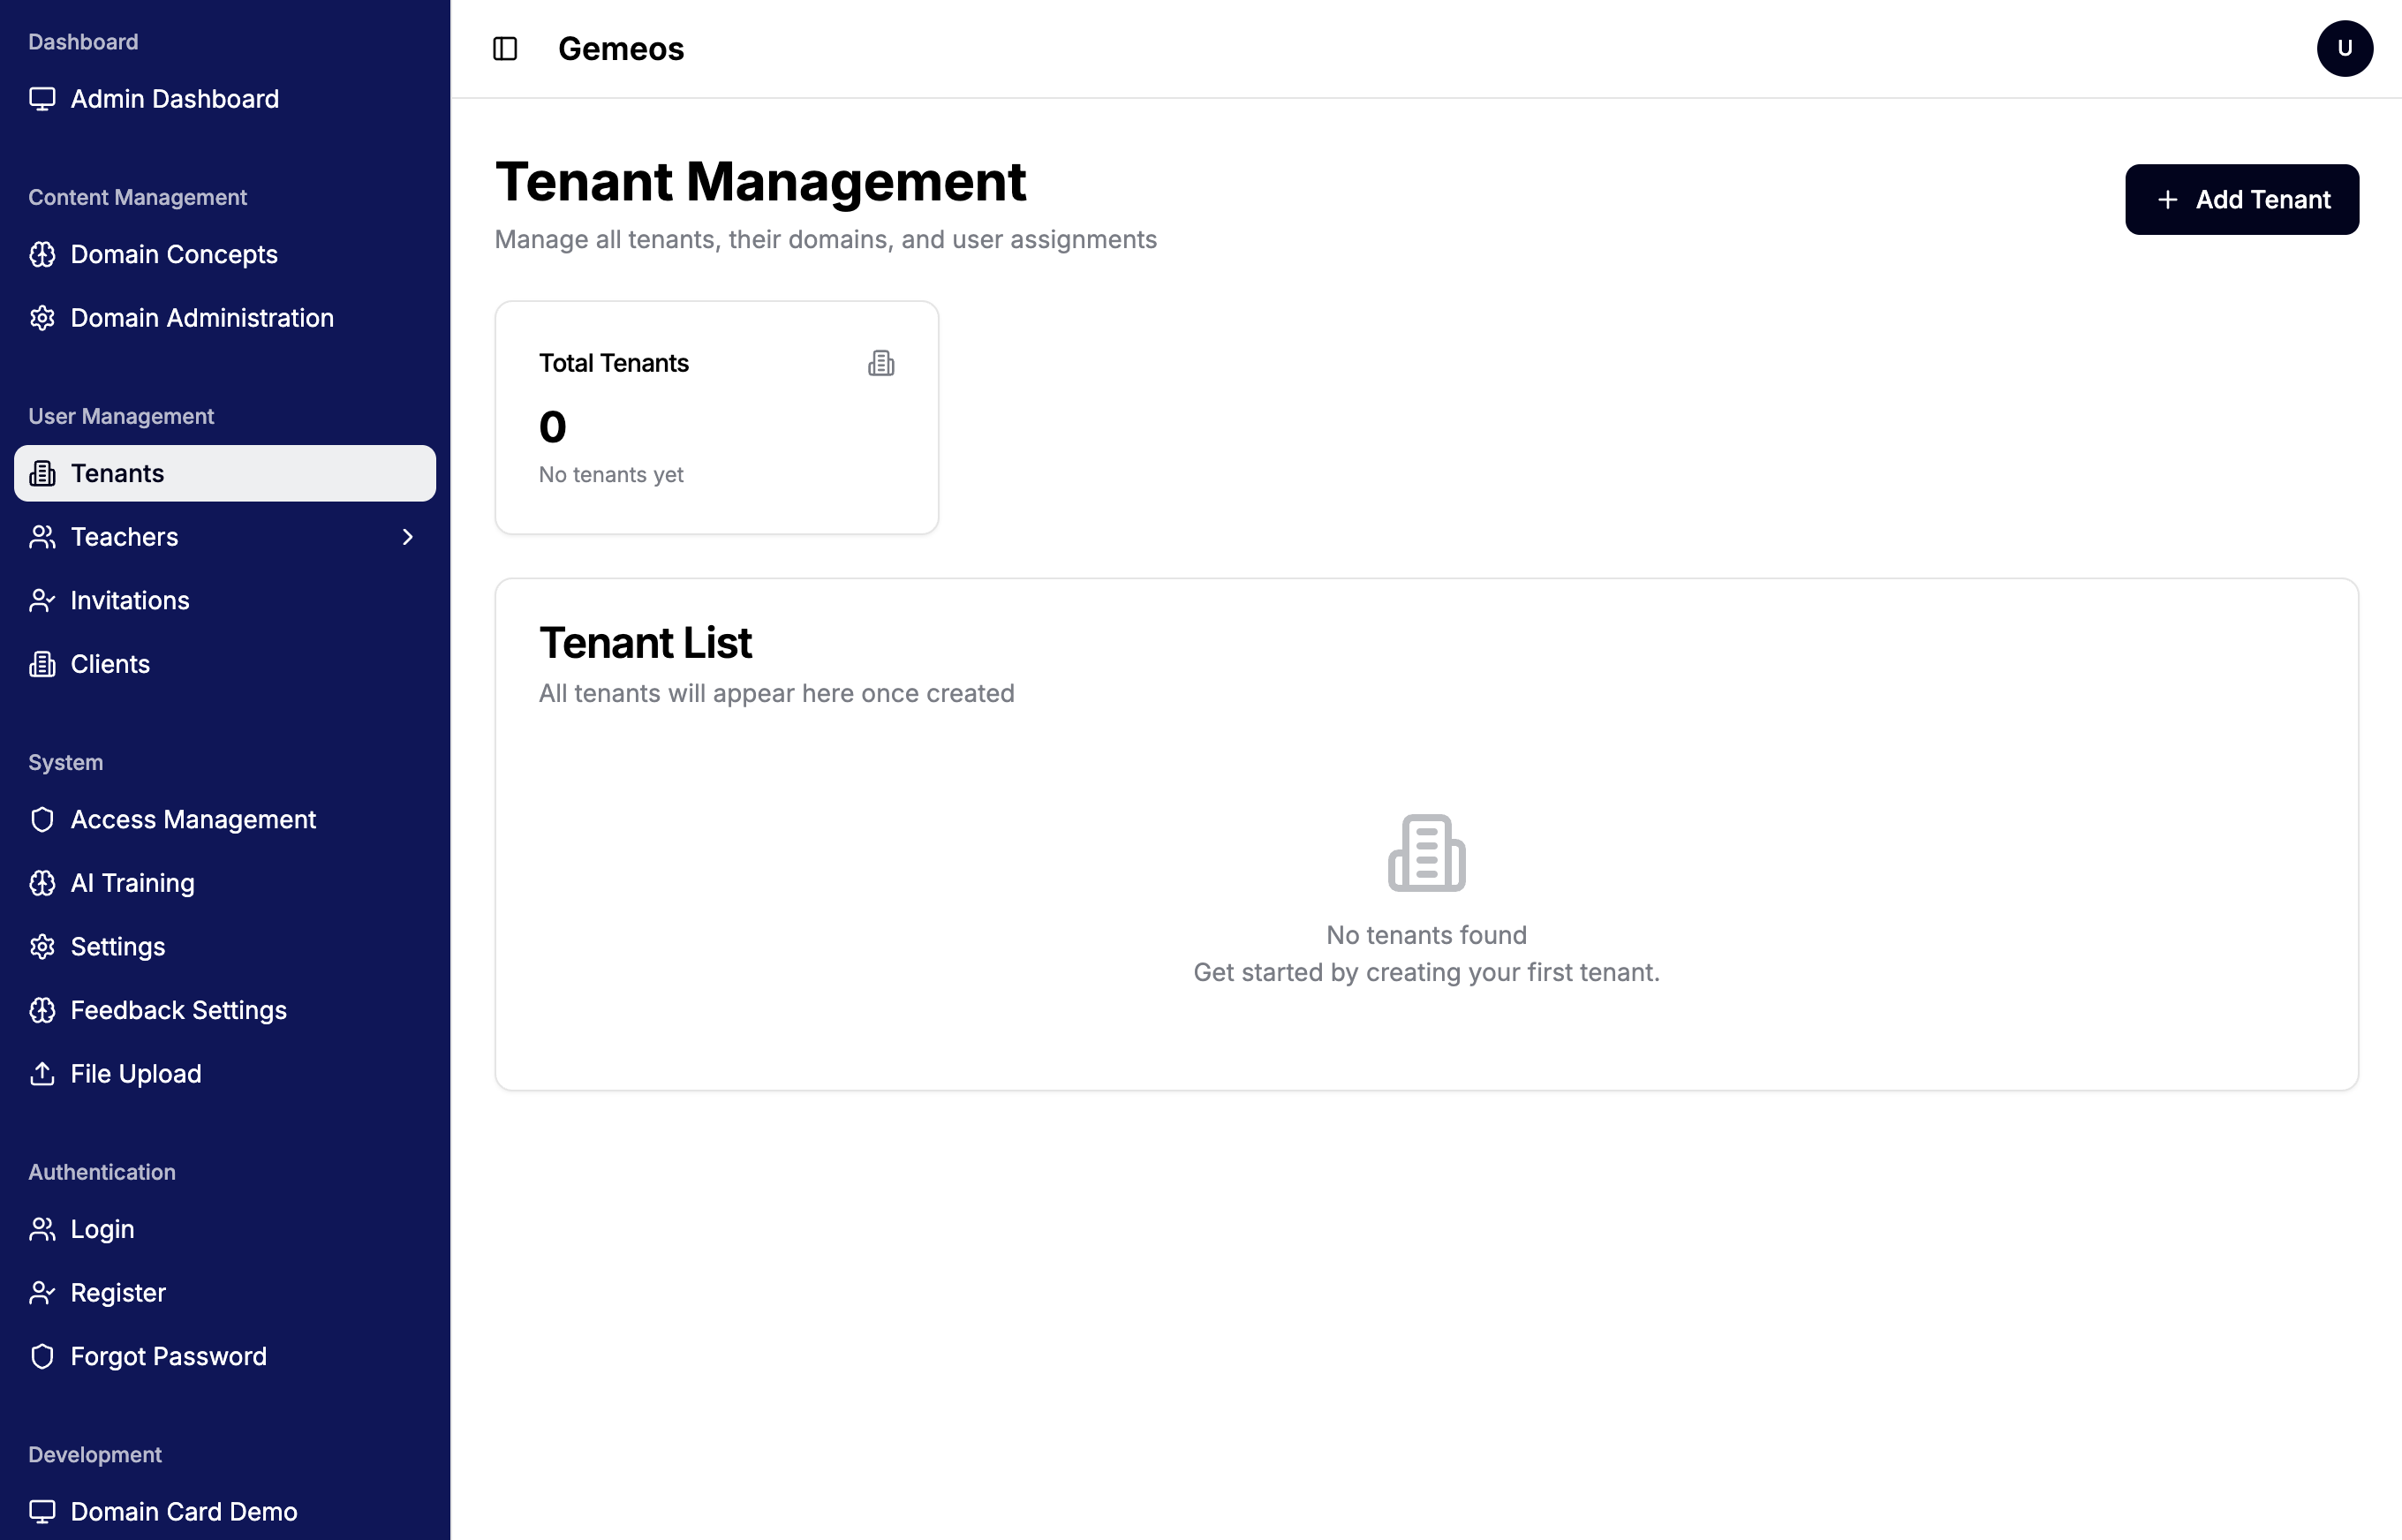 Dashboard
Admin Dashboard
Content Management
Domain Concepts
Domain Administration
User Management
Tenants
Teachers
Invitations
Clients
System
Access Management
AI Training
Settings
Feedback Settings
File Upload
Authentication
Login
Register
Forgot Password
Development
Domain Card Demo
Gemeos
U
Tenant Management
Manage all tenants, their domains, and user assignments
Add Tenant
Total Tenants
0
No tenants yet
Tenant List
All tenants will appear here once created
No tenants found
Get started by creating your first tenant.